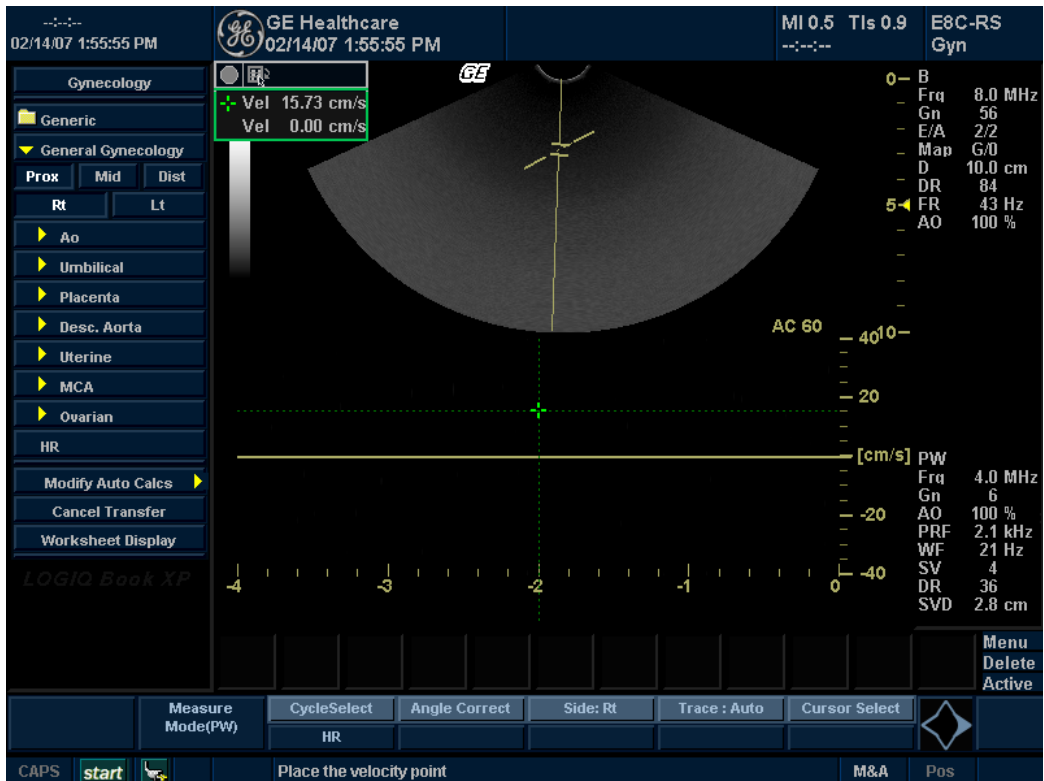 --:--:--
02/14/07 1:55:55 PM
GE Healthcare
02/14/07 1:55:55 PM
MI 0.5 TIs 0.9
--:--:--
E8C-RS
Gyn
Gynecology
Generic
General Gynecology
Prox Mid Dist
Rt Lt
Ao
Umbilical
Placenta
Desc. Aorta
Uterine
MCA
Ovarian
HR
Modify Auto Calcs
Cancel Transfer
Worksheet Display
LOGIQ Book XP
GE
Vel 15.73 cm/s
Vel 0.00 cm/s
0
5
10
B
Frq 8.0 MHz
Gn 56
E/A 2/2
Map G/0
D 10.0 cm
DR 84
FR 43 Hz
AO 100 %
AC 60
40
20
[cm/s]
-20
-40
-4 -3 -2 -1 0
PW
Frq 4.0 MHz
Gn 6
AO 100 %
PRF 2.1 kHz
WF 21 Hz
SV 4
DR 36
SVD 2.8 cm
Menu
Delete
Active
Measure
Mode(PW)
CycleSelect Angle Correct Side: Rt Trace : Auto Cursor Select
HR
CAPS start Place the velocity point M&A Pos